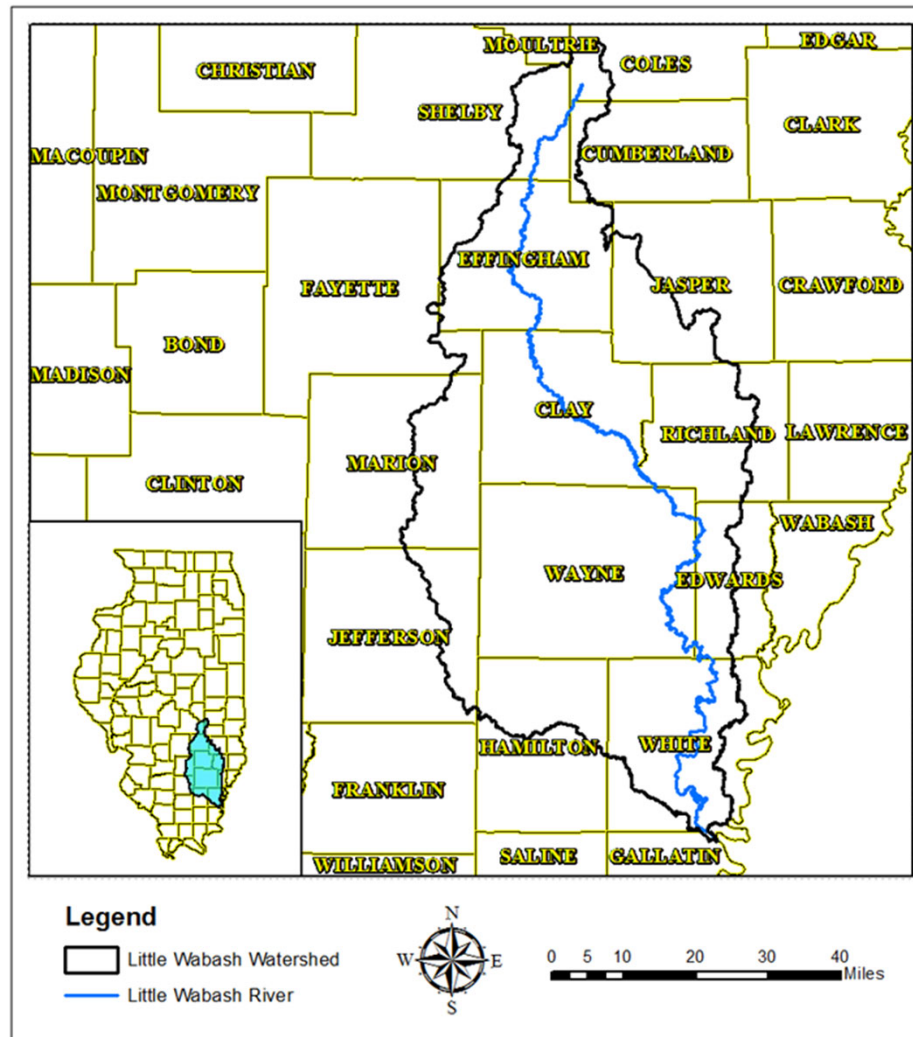 MOULTRIE
EDGAR
COLES
CHRISTIAN
SHELBY
CLARK
MACOUPIN
CUMBERLAND
MONTGOMERY
EFFINGHAM
FAYETTE
JASPER
CRAWFORD
BOND
MADISON
CLAY
RICHLAND
LAWRENCE
MARION
CLINTON
WABASH
WAYNE
EDWARDS
JEFFERSON
HAMILTON
WHITE
FRANKLIN
WILLIAMSON
SALINE
GALLATIN
Legend
Little Wabash Watershed
Little Wabash River
N
W
E
S
0 5 10 20 30 40
Miles